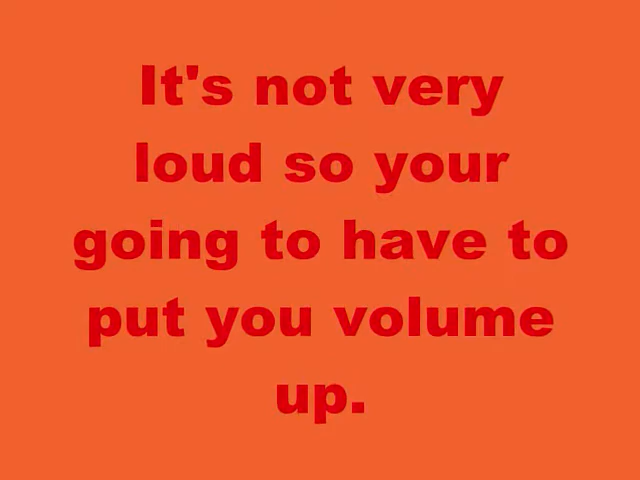 It's not very
loud so your
going to have to
put you volume
up.